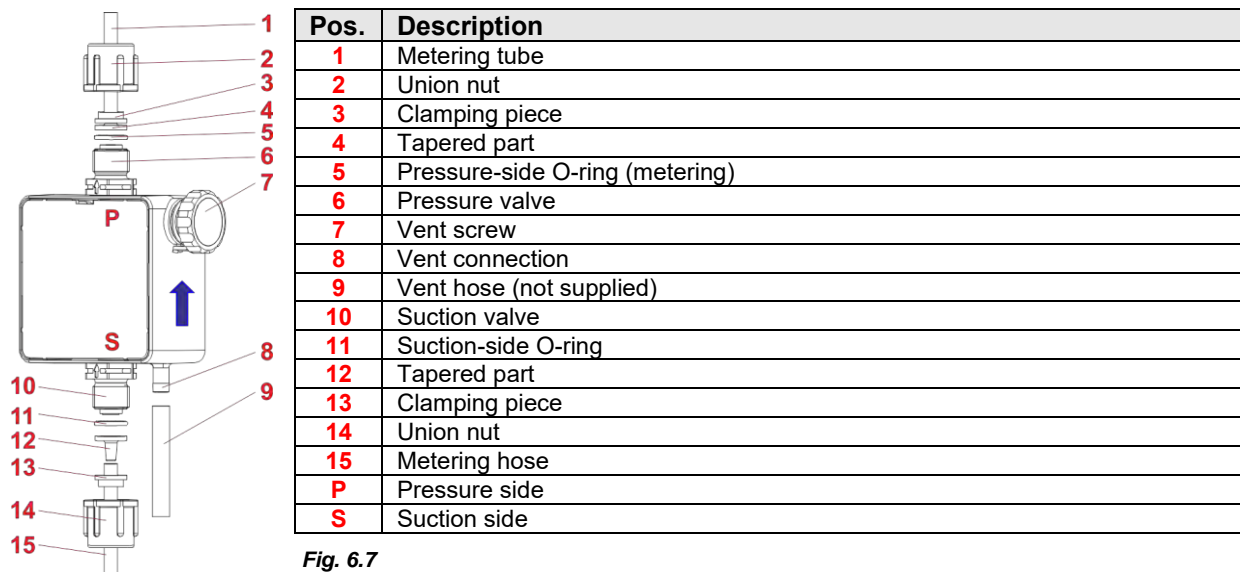 1
2
3
4
5
6
7
P
S
8
9
10
11
12
13
14
15
Pos. Description
1 Metering tube
2 Union nut
3 Clamping piece
4 Tapered part
5 Pressure-side O-ring (metering)
6 Pressure valve
7 Vent screw
8 Vent connection
9 Vent hose (not supplied)
10 Suction valve
11 Suction-side O-ring
12 Tapered part
13 Clamping piece
14 Union nut
15 Metering hose
P Pressure side
S Suction side
Fig. 6.7